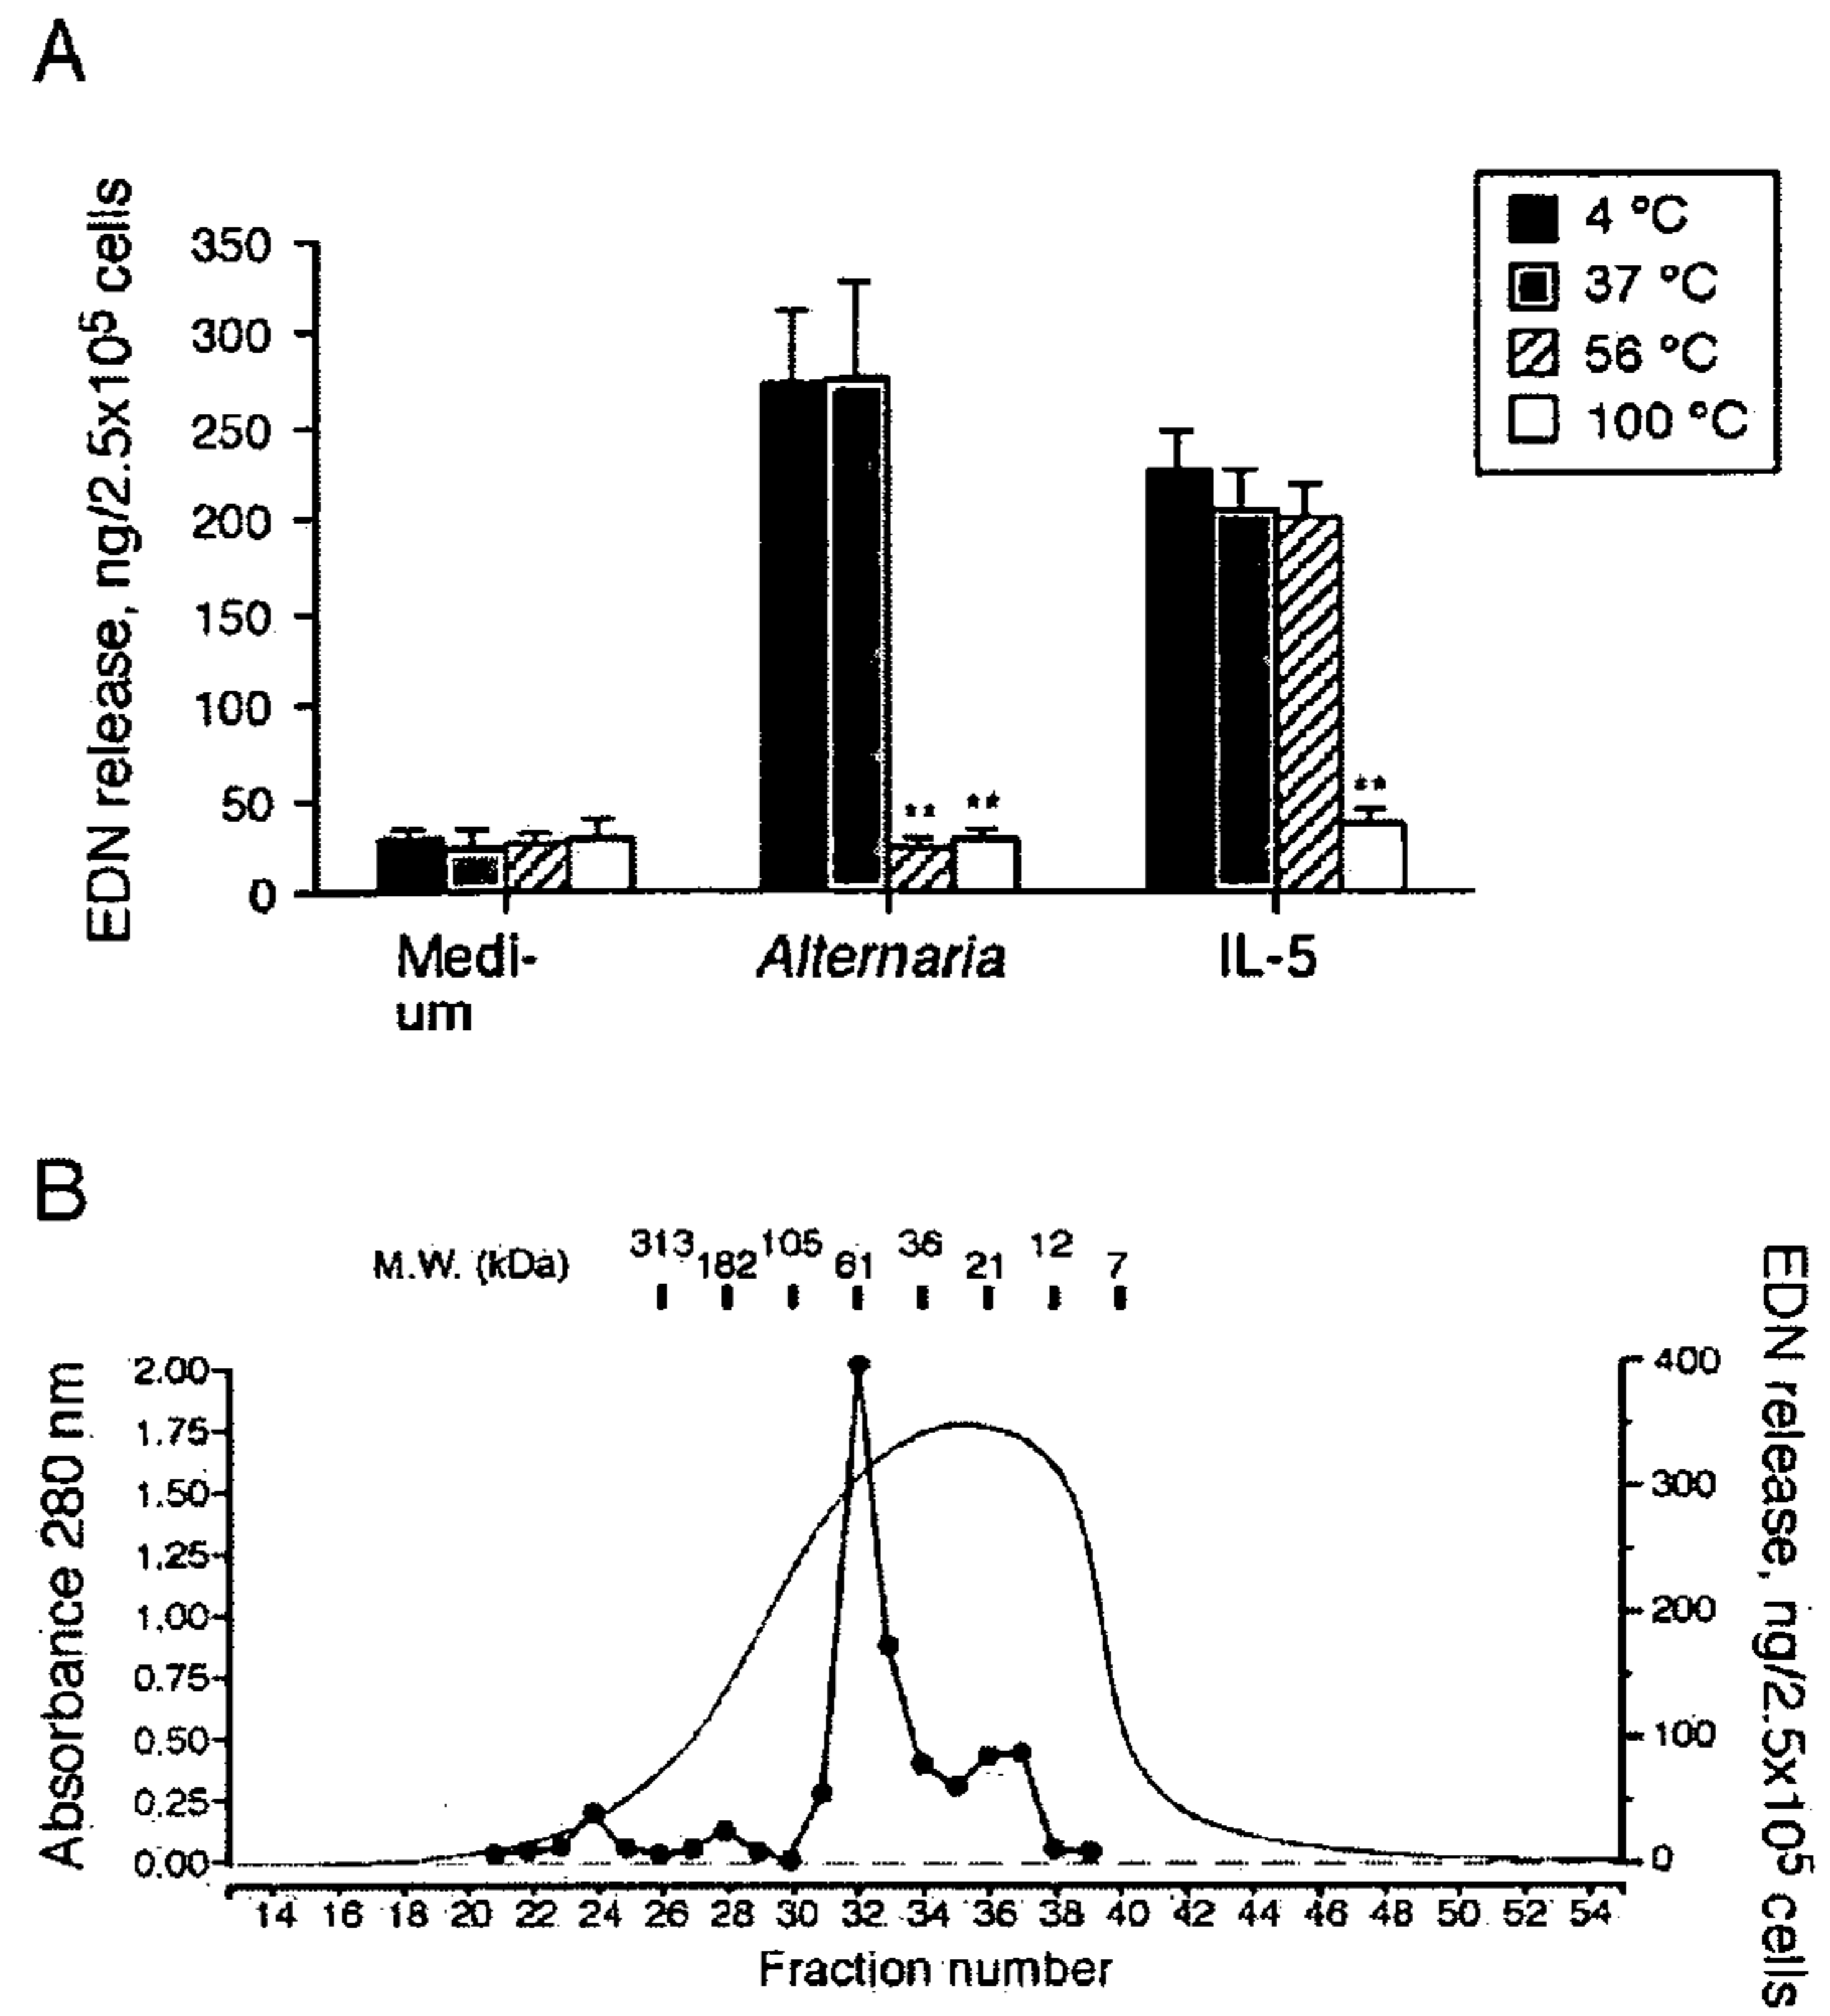 A
EDN release, ng/2.5x10⁵ cells
350
300
250
200
150
100
50
0
4 °C
37 °C
56 °C
100 °C
** ** **
Medi-
um
Alternaria
IL-5
B
M.W. (kDa)
313 182 105 61 36 21 12 7
Absorbance 280 nm
2.00
1.75
1.50
1.25
1.00
0.75
0.50
0.25
0.00
EDN release, ng/2.5x10⁵ cells
400
300
200
100
0
14 16 18 20 22 24 26 28 30 32 34 36 38 40 42 44 46 48 50 52 54
Fraction number